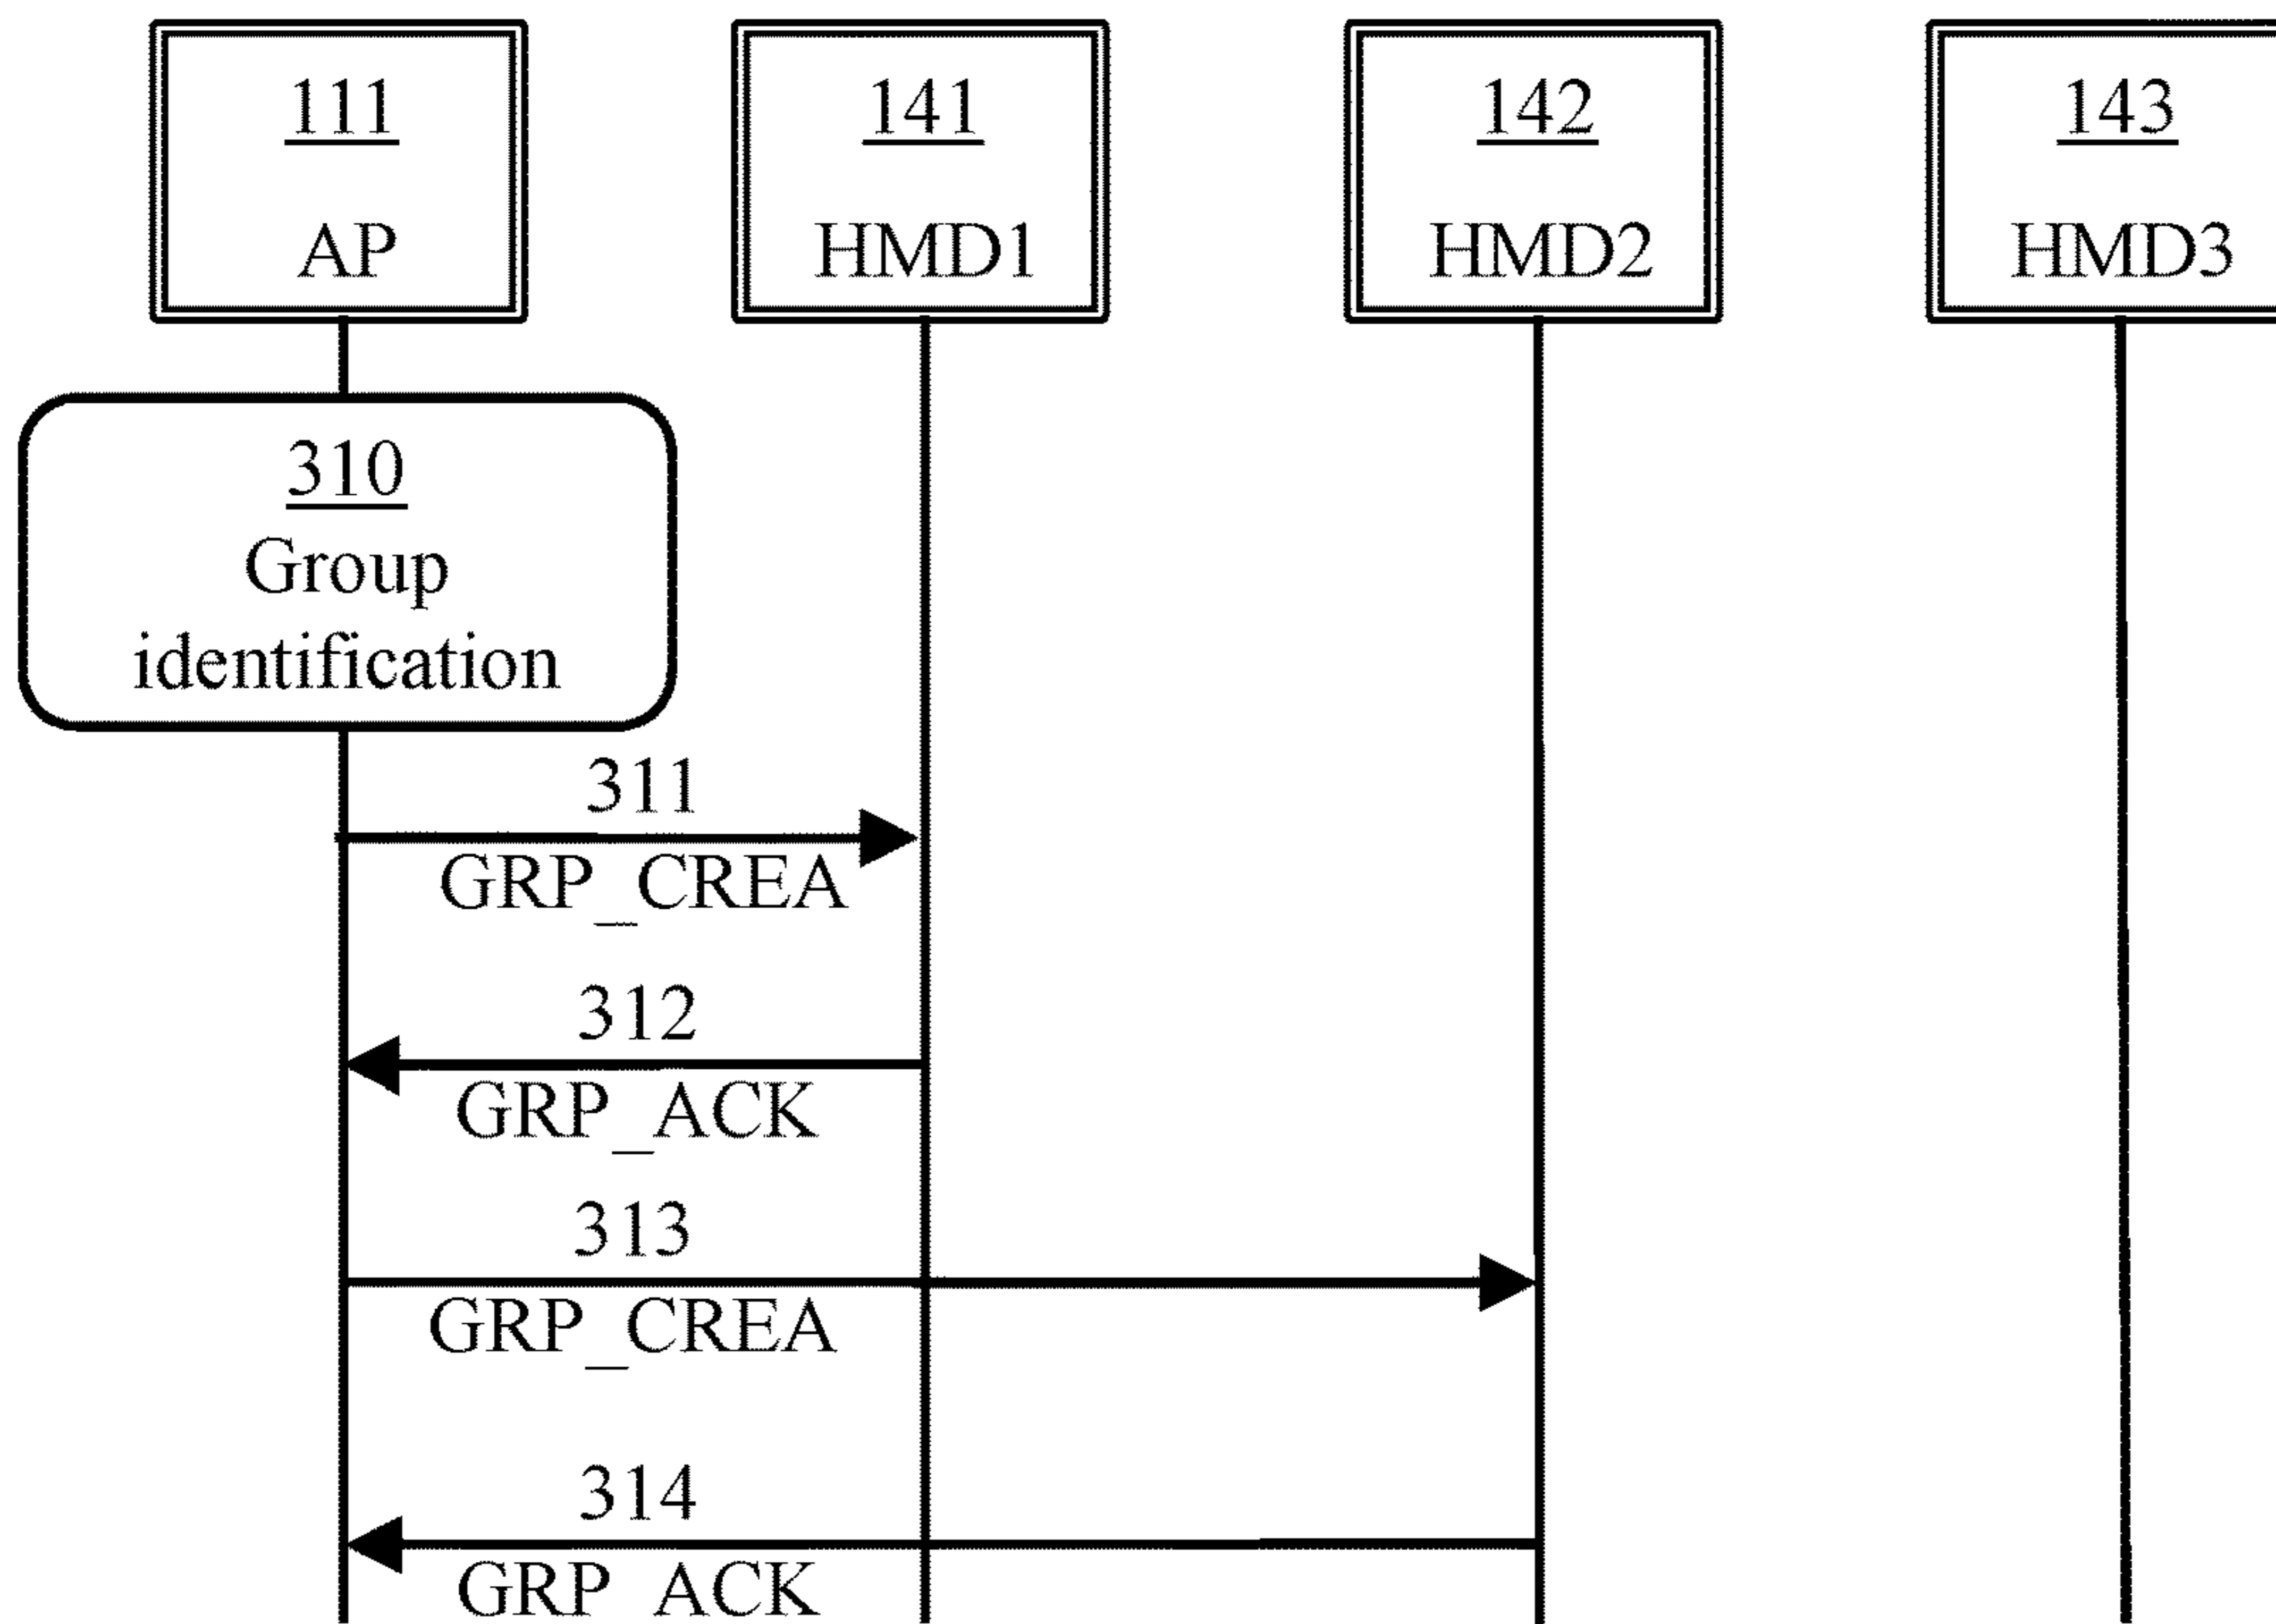 111
AP
141
HMD1
142
HMD2
143
HMD3
310
Group
identification
311
GRP_CREA
312
GRP_ACK
313
GRP_CREA
314
GRP_ACK